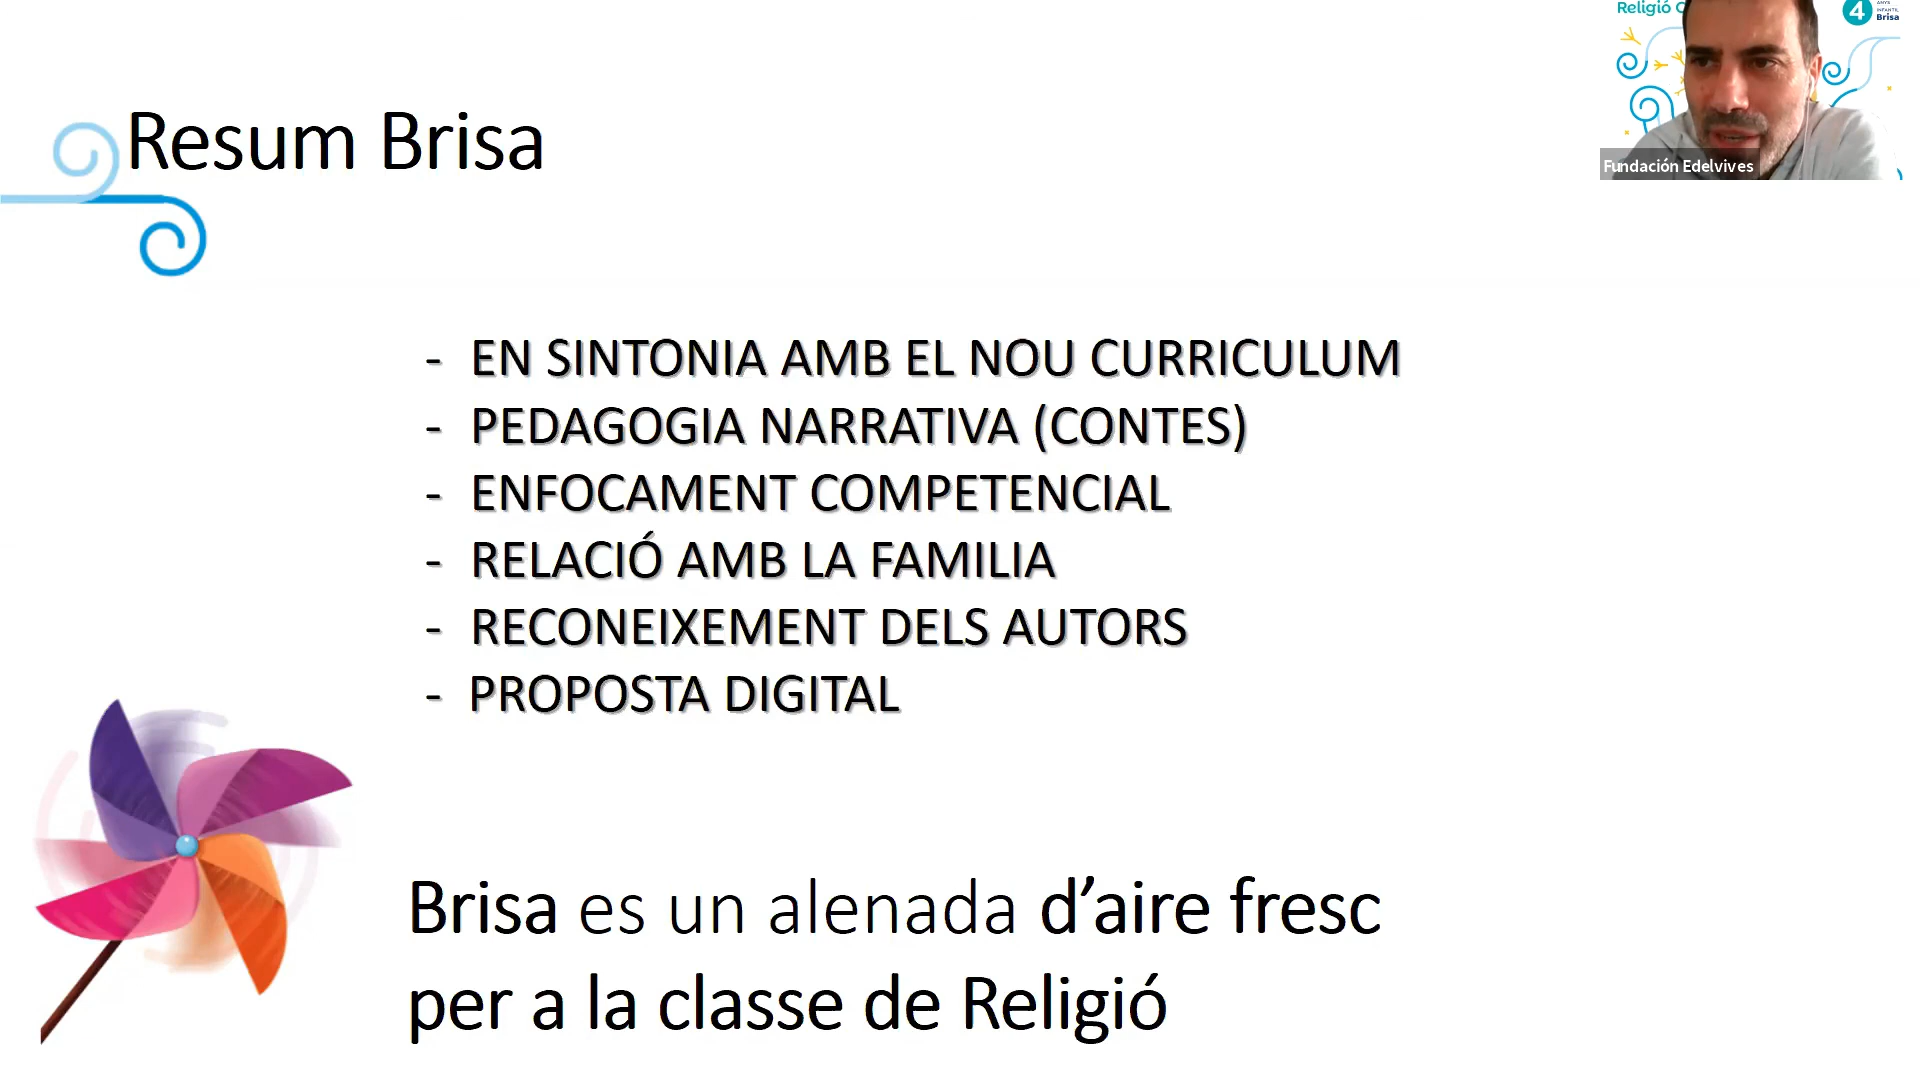 Religió
4
ANYS
INFANTIL
Brisa
Fundación Edelvives
Resum Brisa
- EN SINTONIA AMB EL NOU CURRICULUM
- PEDAGOGIA NARRATIVA (CONTES)
- ENFOCAMENT COMPETENCIAL
- RELACIÓ AMB LA FAMILIA
- RECONEIXEMENT DELS AUTORS
- PROPOSTA DIGITAL
Brisa es un alenada d’aire fresc
per a la classe de Religió